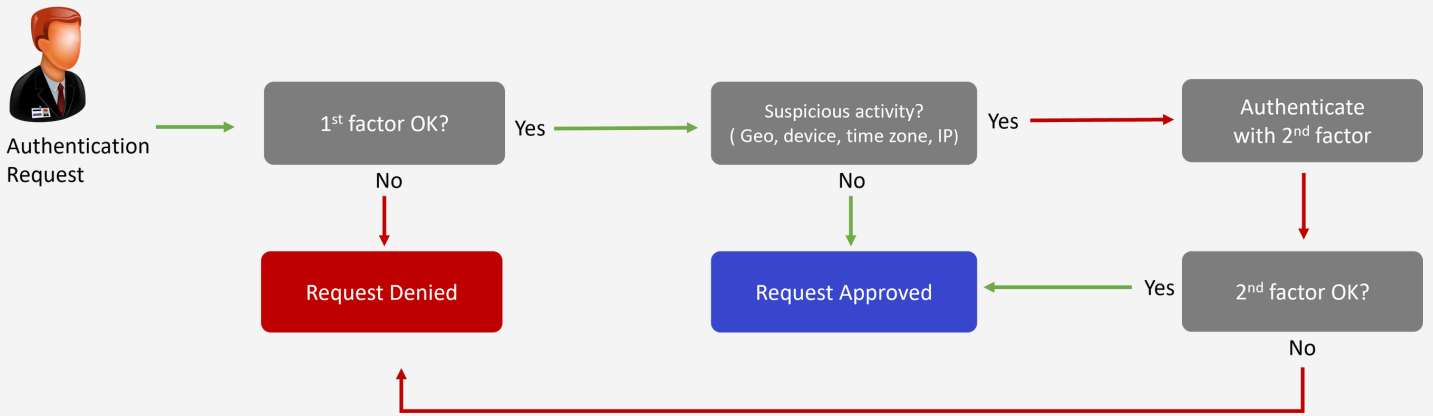 Authentication
Request
1st factor OK?
Yes
Suspicious activity?
( Geo, device, time zone, IP)
Yes
Authenticate
with 2nd factor
No
No
Request Denied
Request Approved
Yes
2nd factor OK?
No